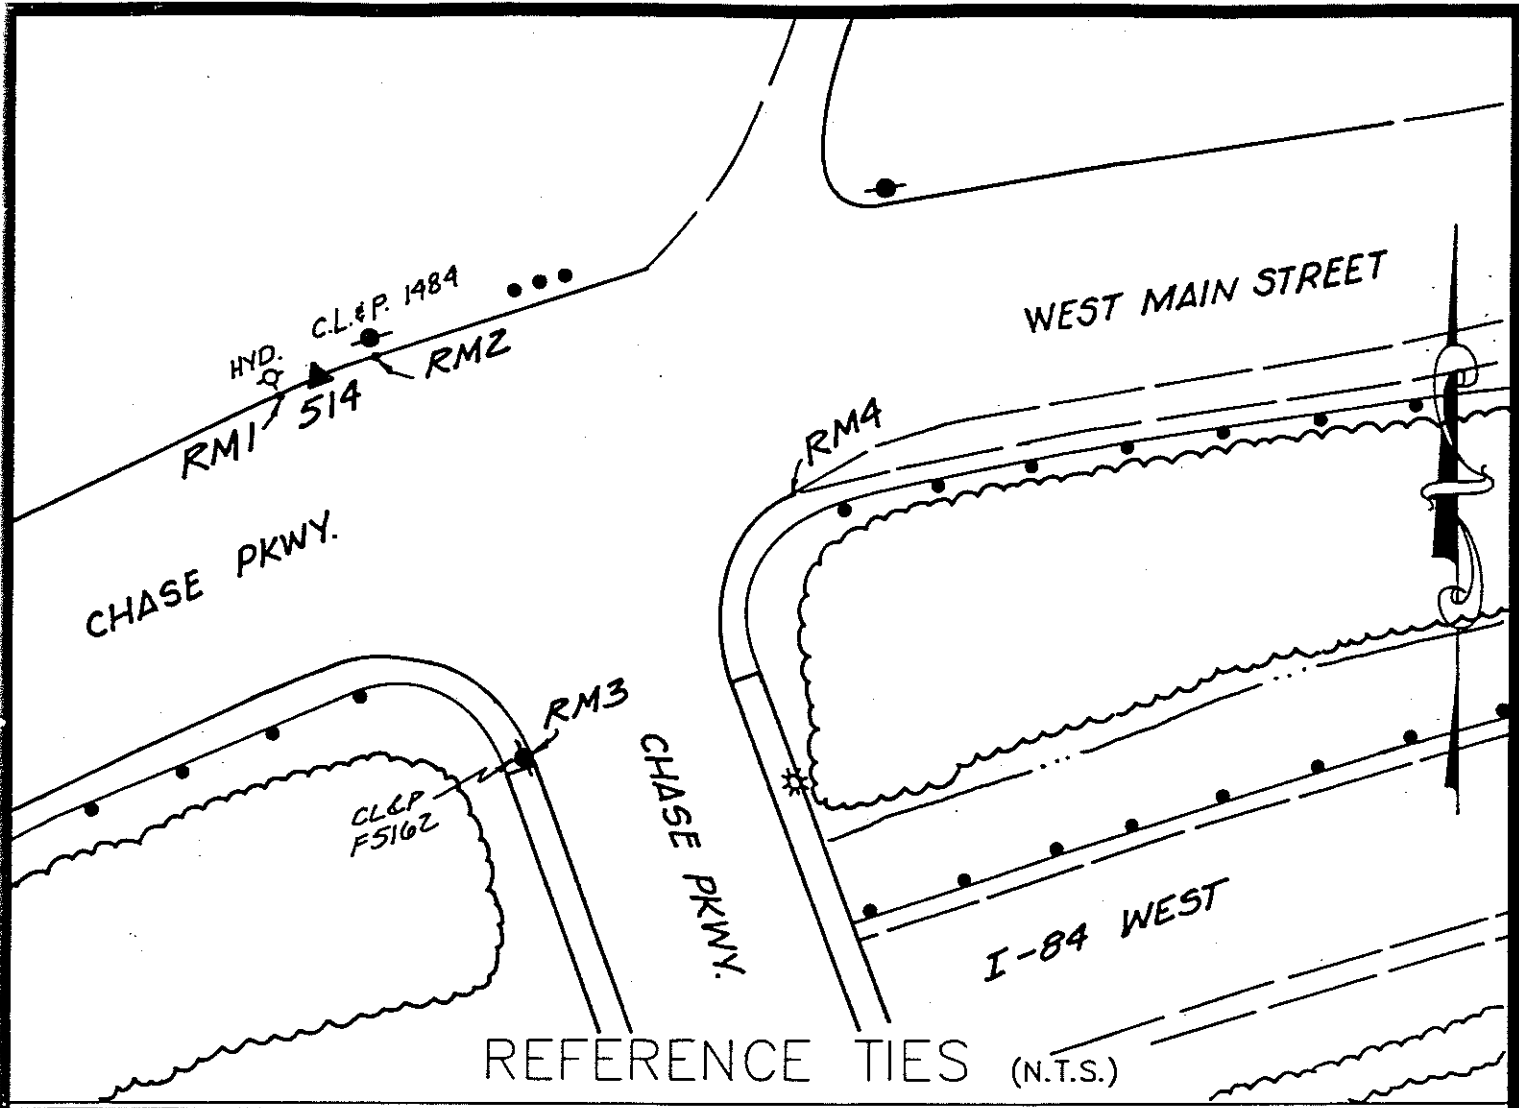 WEST MAIN STREET
C.L.&P. 1484
HYD.
RM2
514
RM1
RM4
CHASE PKWY.
RM3
CL&P
F5162
CHASE PKWY.
I-84 WEST
REFERENCE TIES (N.T.S.)